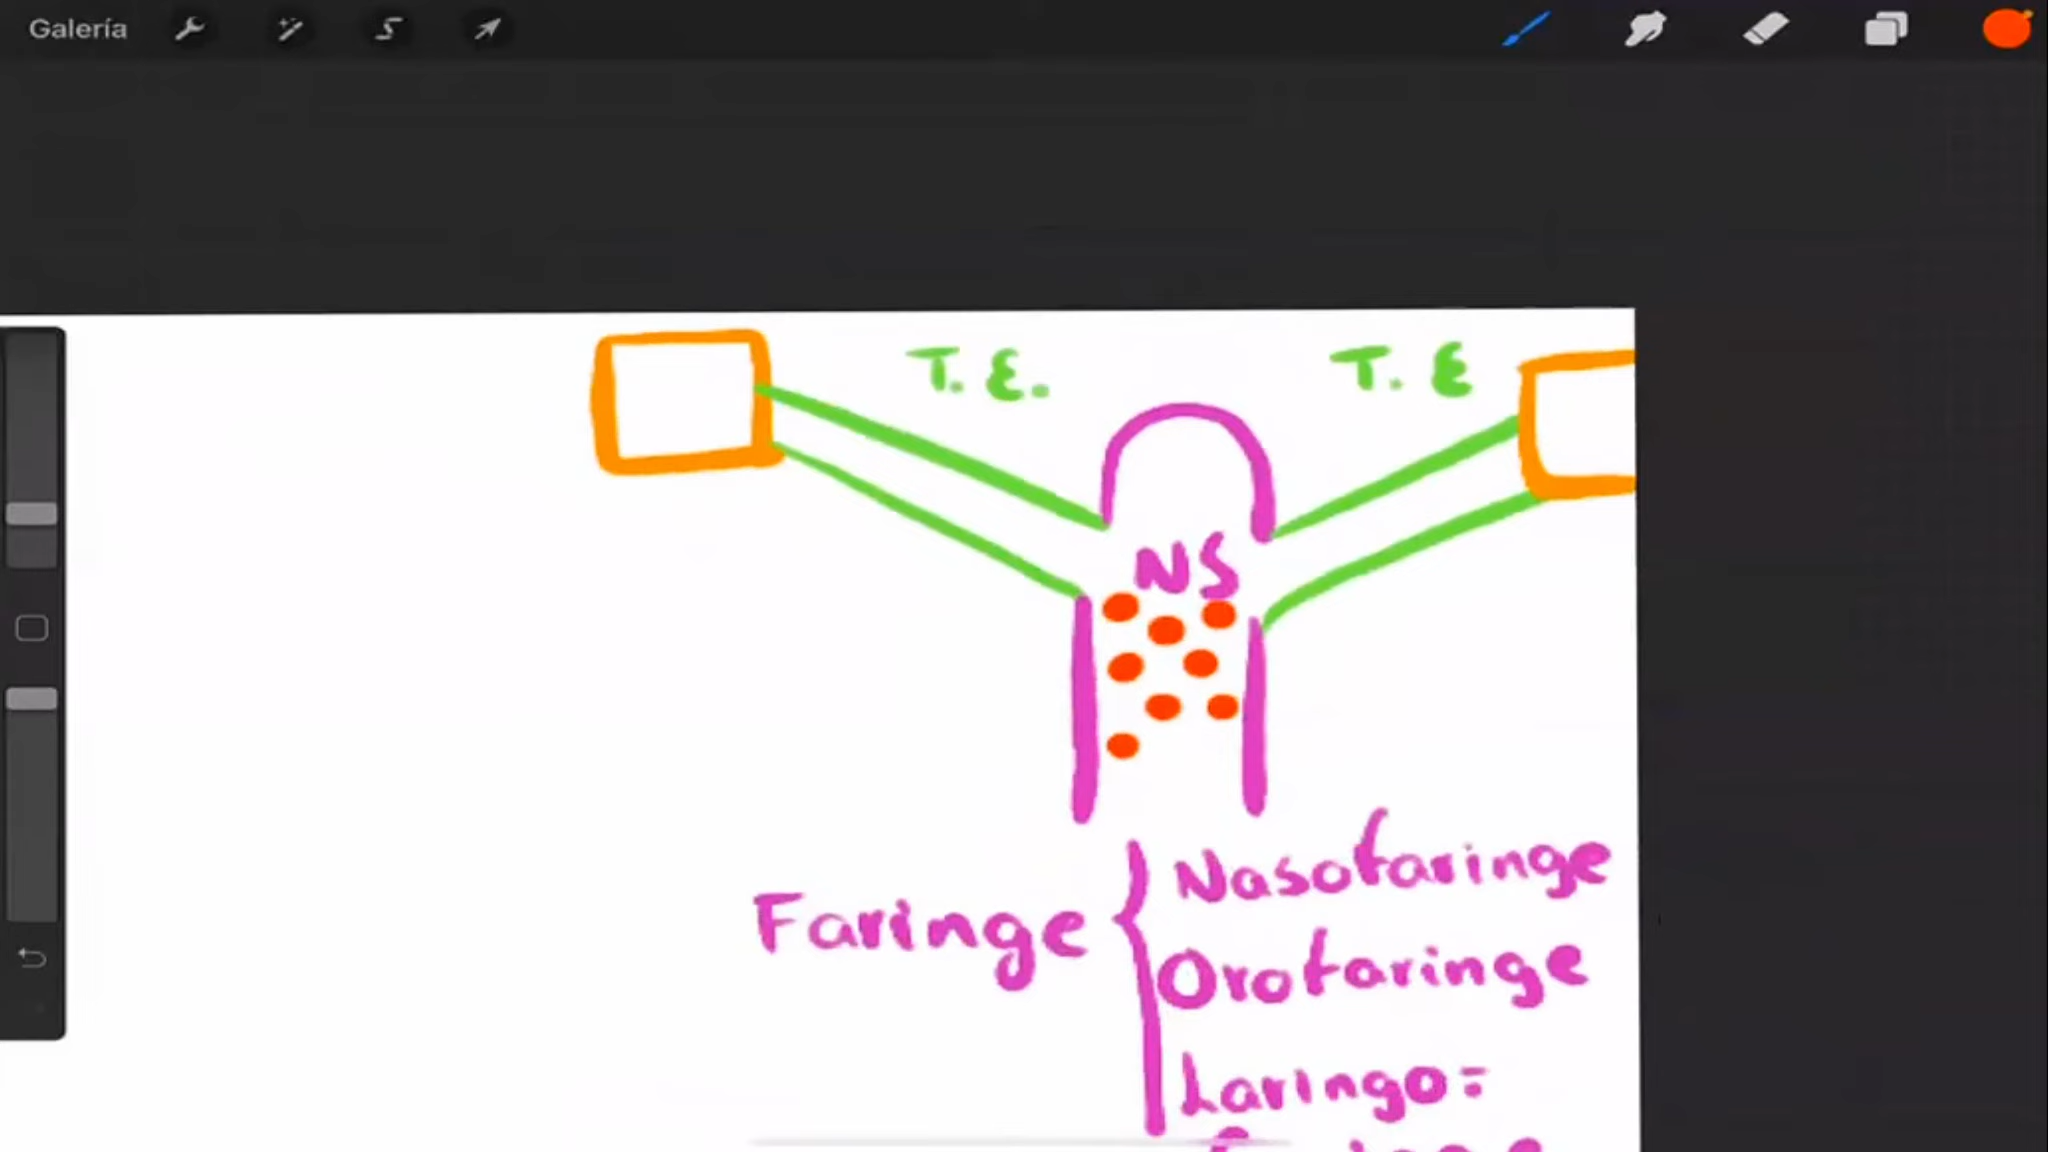 Galería
T.E. T.E
NS
Nasofaringe
Faringe
Orofaringe
Laringo=